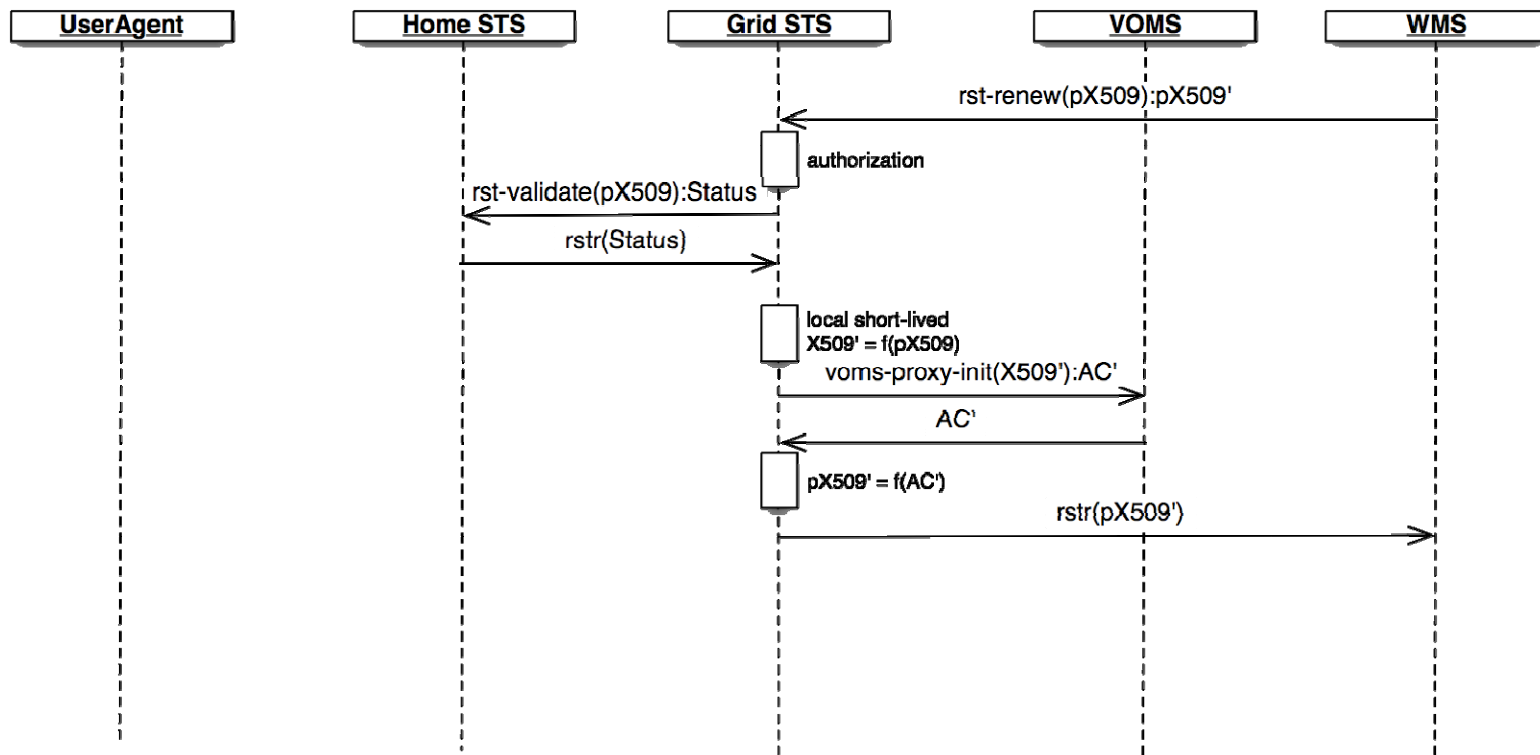 UserAgent
Home STS
Grid STS
VOMS
WMS
rst-renew(pX509):pX509'
authorization
rst-validate(pX509):Status
rstr(Status)
local short-lived
X509' = f(pX509)
voms-proxy-init(X509'):AC'
AC'
pX509' = f(AC')
rstr(pX509')